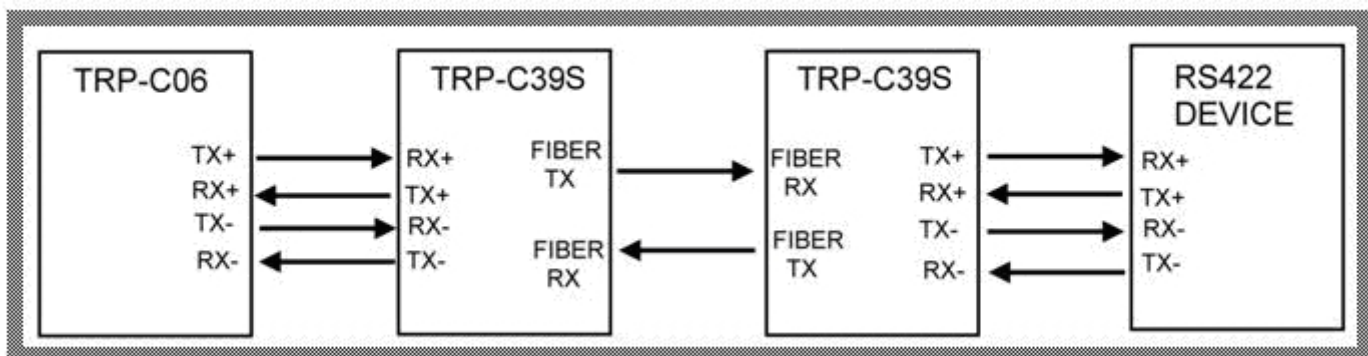 TRP-C06
TX+
RX+
TX-
RX-
TRP-C39S
RX+
TX+
RX-
TX-
FIBER
TX
FIBER
RX
TRP-C39S
FIBER
RX
FIBER
TX
TX+
RX+
TX-
RX-
RS422
DEVICE
RX+
TX+
RX-
TX-